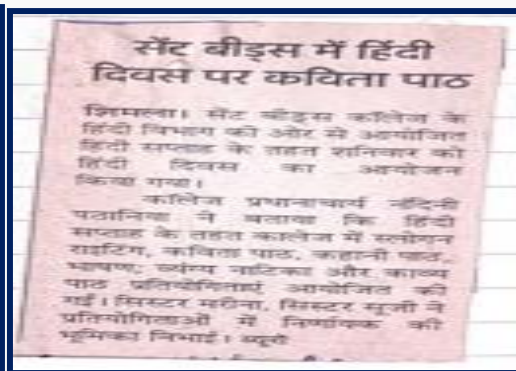 सेंट बीड्स में हिंदी
दिवस पर कविता पाठ
शिमला। सेंट बीड्स कॉलेज के
हिंदी विभाग की ओर से आयोजित
हिंदी सप्ताह के तहत शनिवार को
हिंदी दिवस का आयोजन
किया गया।
कॉलेज प्रधानाचार्य नंदिनी
पठानिया ने बताया कि हिंदी
सप्ताह के तहत कालेज में स्लोगन
राइटिंग, कविता पाठ, कहानी पाठ,
भाषण, व्यंग्य नाटिका और काव्य
पाठ प्रतियोगिताएं आयोजित की
गईं। सिस्टर मरीना, सिस्टर सूजी ने
प्रतियोगिताओं में निर्णायक की
भूमिका निभाई। ब्यूरो